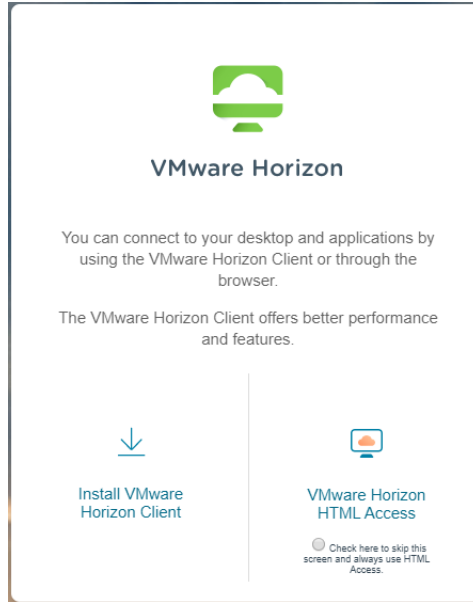 VMware Horizon
You can connect to your desktop and applications by
using the VMware Horizon Client or through the
browser.
The VMware Horizon Client offers better performance
and features.
Install VMware
Horizon Client
VMware Horizon
HTML Access
Check here to skip this
screen and always use HTML
Access.